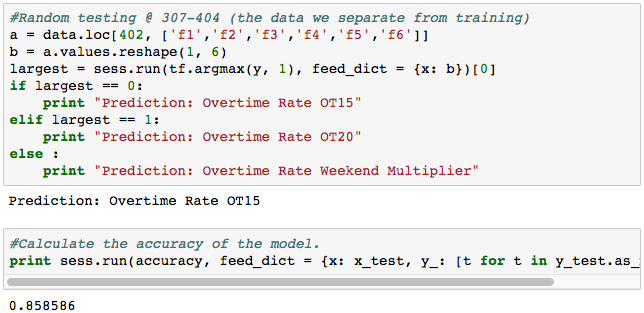 #Random testing @ 307-404 (the data we separate from training)
a = data.loc[402, ['f1','f2','f3','f4','f5','f6']]
b = a.values.reshape(1, 6)
largest = sess.run(tf.argmax(y, 1), feed_dict = {x: b})[0]
if largest == 0:
    print "Prediction: Overtime Rate OT15"
elif largest == 1:
    print "Prediction: Overtime Rate OT20"
else :
    print "Prediction: Overtime Rate Weekend Multiplier"
Prediction: Overtime Rate OT15
#Calculate the accuracy of the model.
print sess.run(accuracy, feed_dict = {x: x_test, y_: [t for t in y_test.as_
0.858586